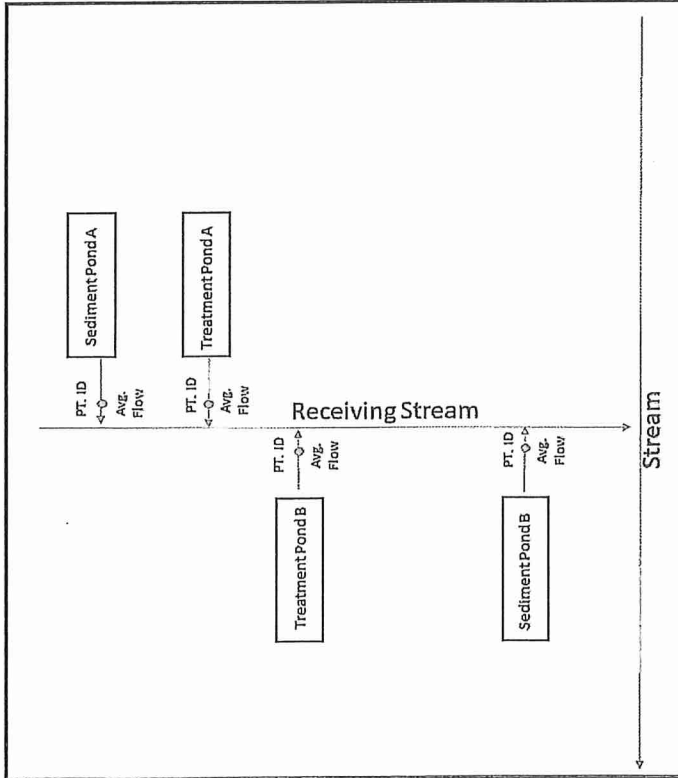 Sediment Pond A
PT. ID
Avg.
Flow
Treatment Pond A
PT. ID
Avg.
Flow
Receiving Stream
Treatment Pond B
PT. ID
Avg.
Flow
Sediment Pond B
PT. ID
Avg.
Flow
Stream